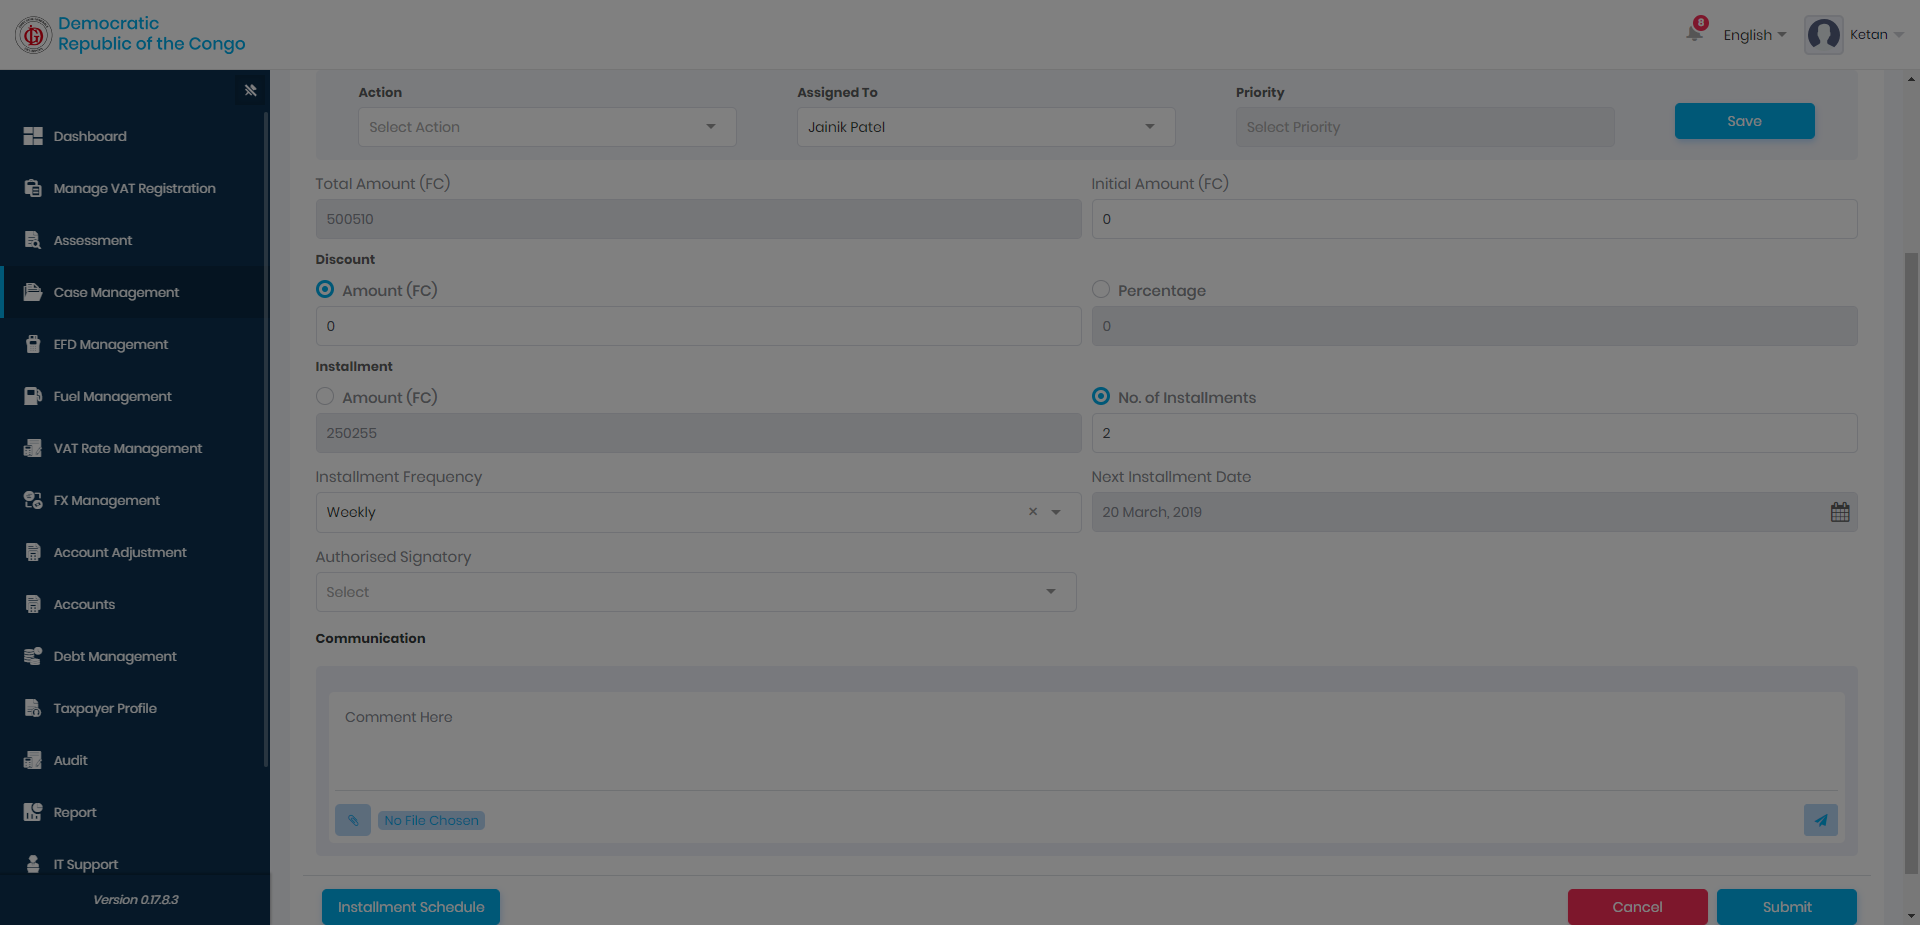 Democratic
Republic of the Congo
8
English
Ketan
Dashboard
Manage VAT Registration
Assessment
Case Management
EFD Management
Fuel Management
VAT Rate Management
FX Management
Account Adjustment
Accounts
Debt Management
Taxpayer Profile
Audit
Report
IT Support
Version 0.17.8.3
Action
Assigned To
Priority
Select Action
Jainik Patel
Select Priority
Save
Total Amount (FC)
Initial Amount (FC)
500510
0
Discount
Amount (FC)
Percentage
0
0
Installment
Amount (FC)
No. of Installments
250255
2
Installment Frequency
Next Installment Date
Weekly
20 March, 2019
Authorised Signatory
Select
Communication
Comment Here
No File Chosen
Installment Schedule
Cancel
Submit